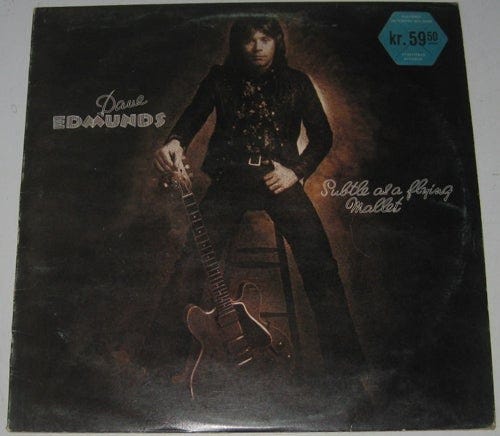 kr. 59 50
Dave
EDMUNDS
Subtle as a flying
Mallet